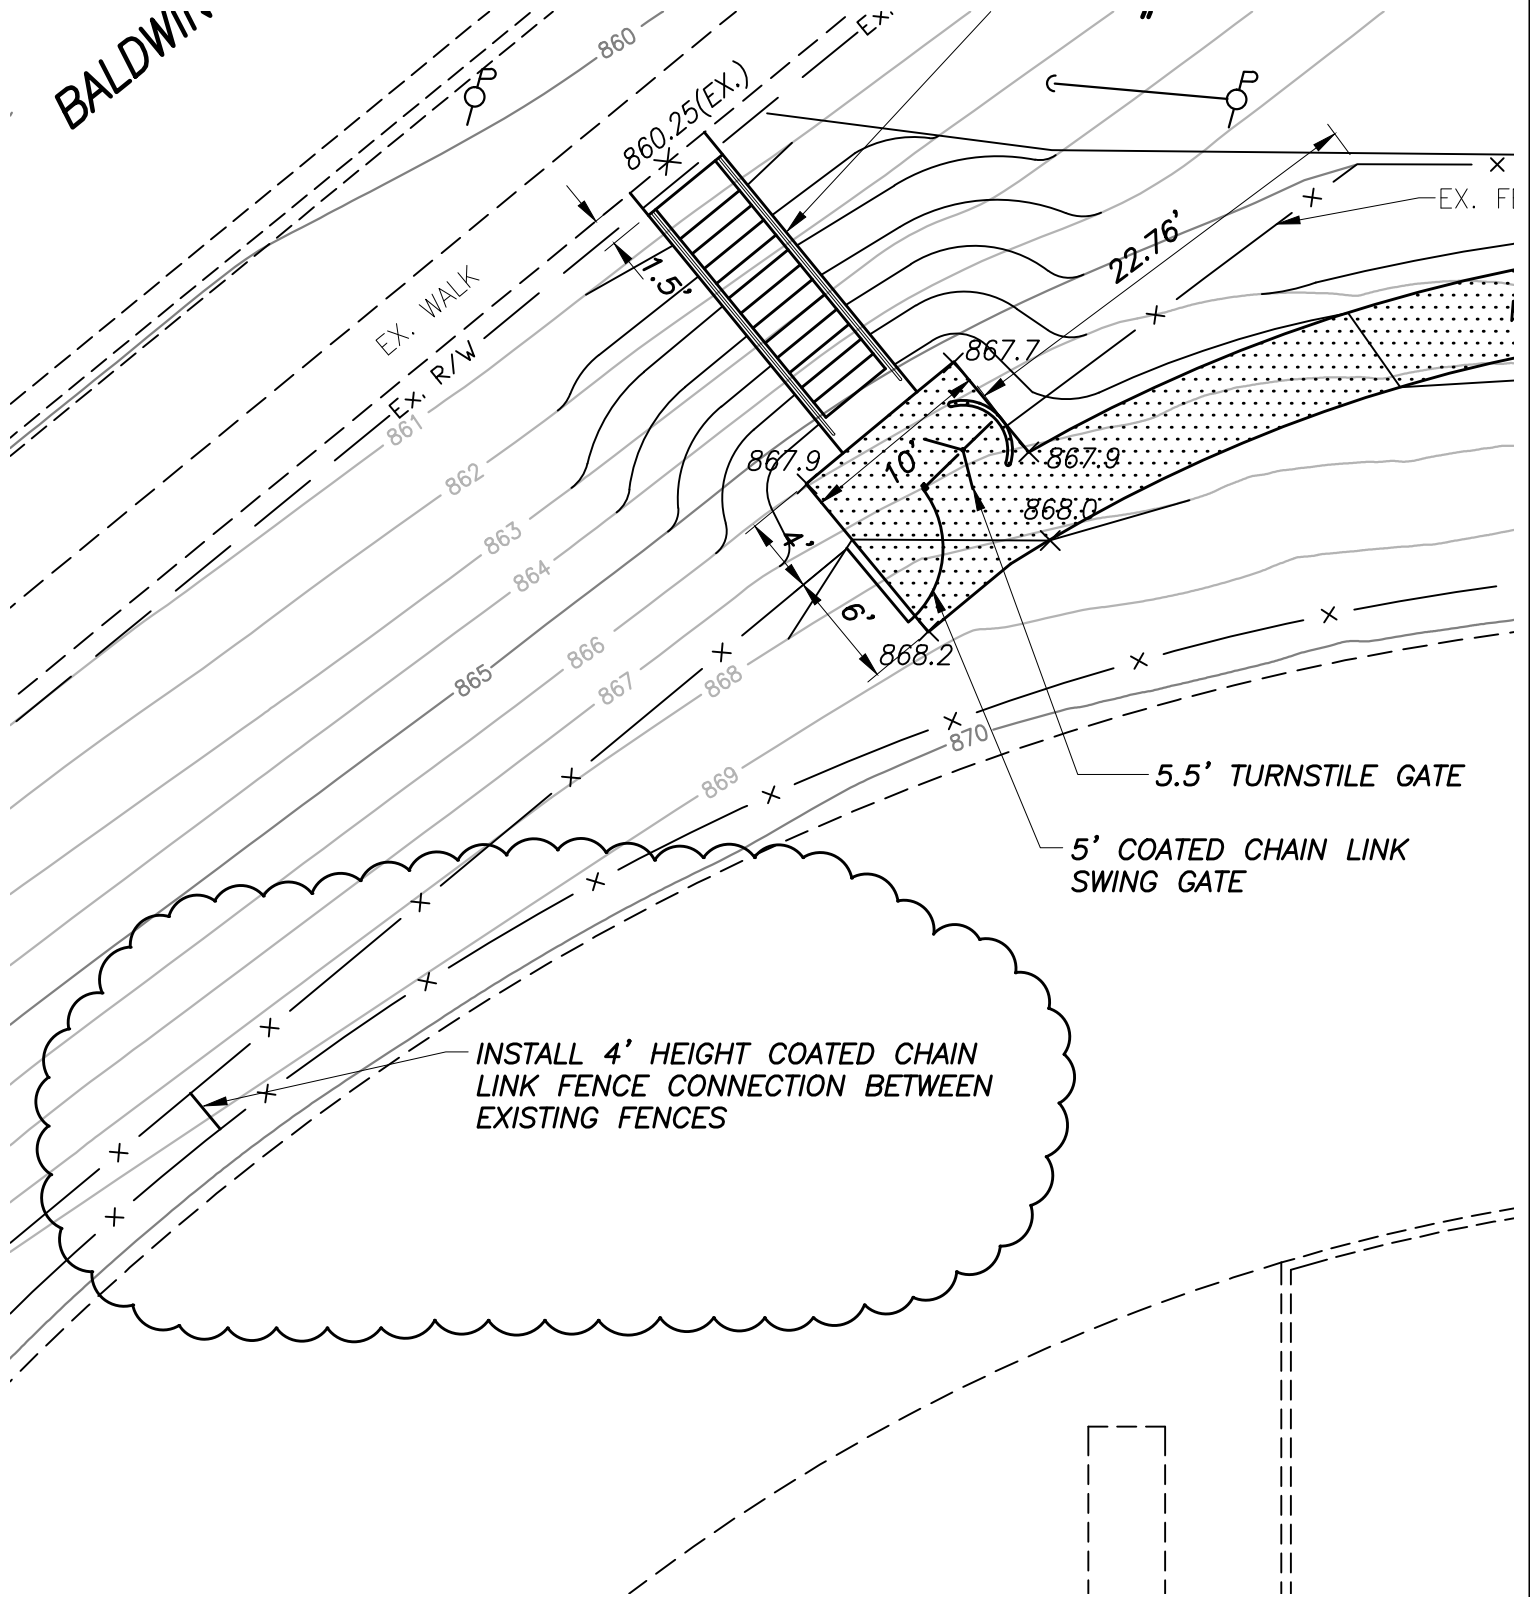 BALDWIN
860
Ex.
"
860.25(EX.)
EX. WALK
Ex. R/W
1.5'
22.76'
EX. F
867.7
867.9
10'
867.9
868.0
4'
6'
868.2
861
862
863
864
865
866
867
868
869
870
5.5' TURNSTILE GATE
5' COATED CHAIN LINK
SWING GATE
INSTALL 4' HEIGHT COATED CHAIN
LINK FENCE CONNECTION BETWEEN
EXISTING FENCES